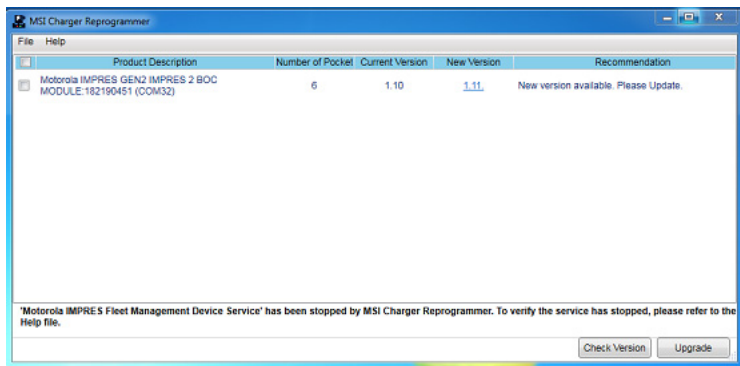 MSI Charger Reprogrammer
File Help
Product Description Number of Pocket Current Version New Version Recommendation
Motorola IMPRES GEN2 IMPRES 2 BOC
MODULE:182190451 (COM32) 6 1.10 1.11. New version available. Please Update.
'Motorola IMPRES Fleet Management Device Service' has been stopped by MSI Charger Reprogrammer. To verify the service has stopped, please refer to the
Help file.
Check Version Upgrade